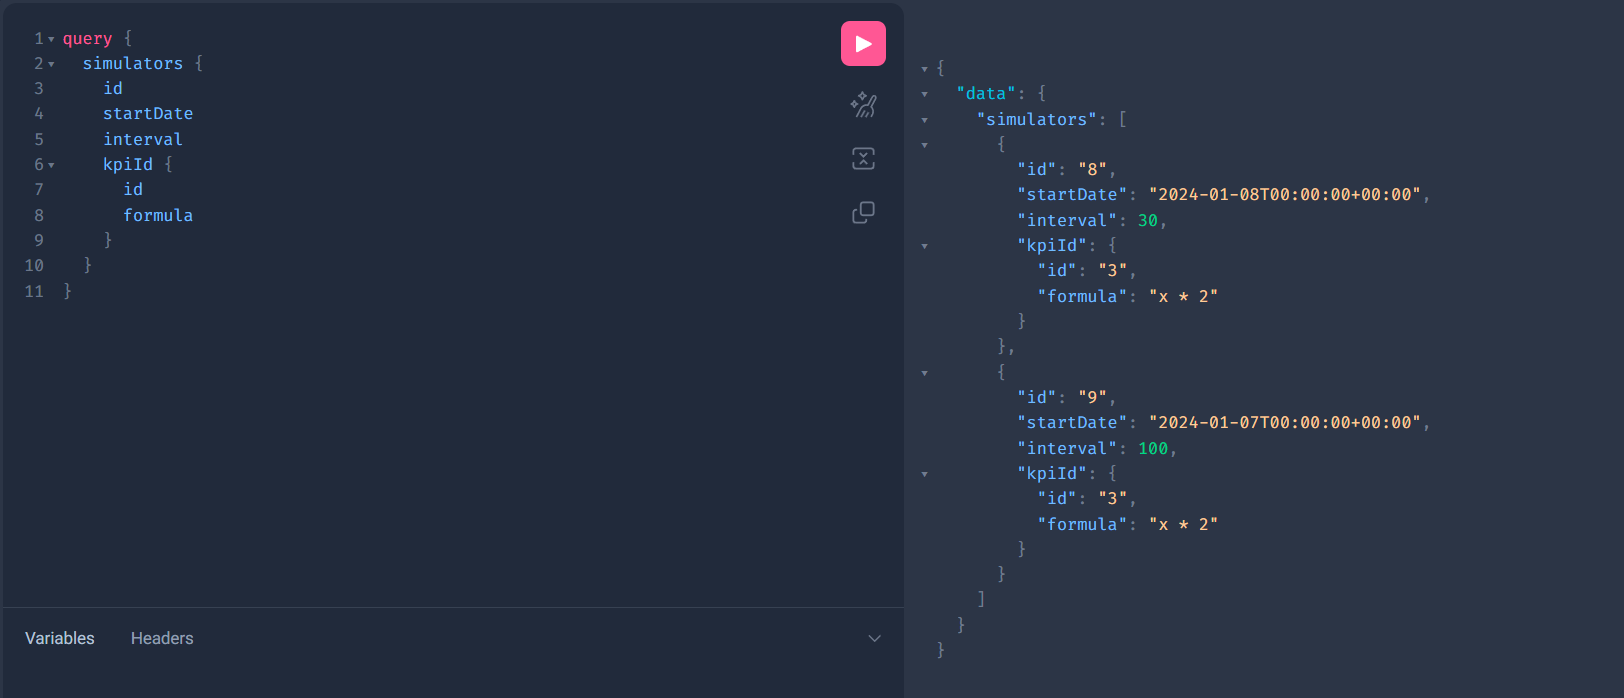 1 query {
2   simulators {
3     id
4     startDate
5     interval
6     kpiId {
7       id
8       formula
9     }
10   }
11 }
Variables Headers
{
  "data": {
    "simulators": [
      {
        "id": "8",
        "startDate": "2024-01-08T00:00:00+00:00",
        "interval": 30,
        "kpiId": {
          "id": "3",
          "formula": "x * 2"
        }
      },
      {
        "id": "9",
        "startDate": "2024-01-07T00:00:00+00:00",
        "interval": 100,
        "kpiId": {
          "id": "3",
          "formula": "x * 2"
        }
      }
    ]
  }
}